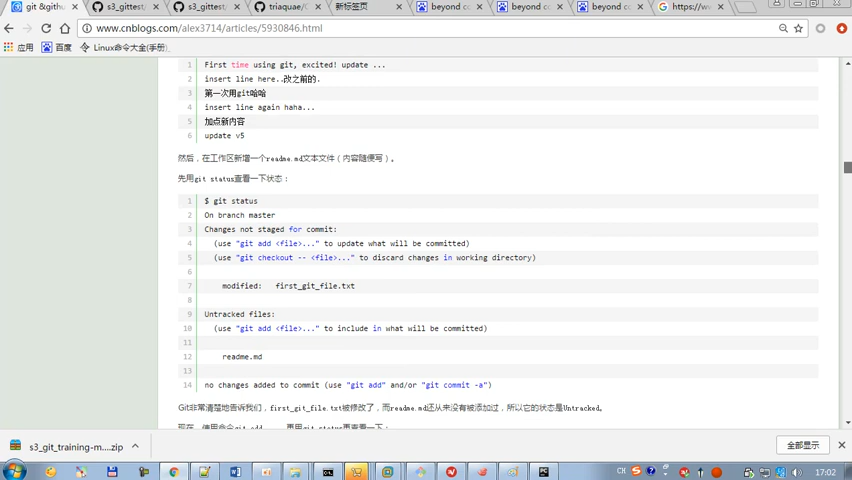 git &githu
s3_gittest/
s3_gittest/
triaquae/
新标签页
beyond co
beyond co
beyond co
https://w
www.cnblogs.com/alex3714/articles/5930846.html
应用
百度
Linux命令大全(手册)
1 First time using git, excited! update ...
2 insert line here..改之前的.
3 第一次用git哈哈
4 insert line again haha...
5 加点新内容
6 update v5
然后，在工作区新增一个readme.md文本文件（内容随便写）。
先用git status查看一下状态：
1 $ git status
2 On branch master
3 Changes not staged for commit:
4 (use "git add <file>..." to update what will be committed)
5 (use "git checkout -- <file>..." to discard changes in working directory)
6
7 modified: first_git_file.txt
8
9 Untracked files:
10 (use "git add <file>..." to include in what will be committed)
11
12 readme.md
13
14 no changes added to commit (use "git add" and/or "git commit -a")
Git非常清楚地告诉我们，first_git_file.txt被修改了，而readme.md还从来没有被添加过，所以它的状态是Untracked。
s3_git_training-m....zip
全部显示
CH
17:02